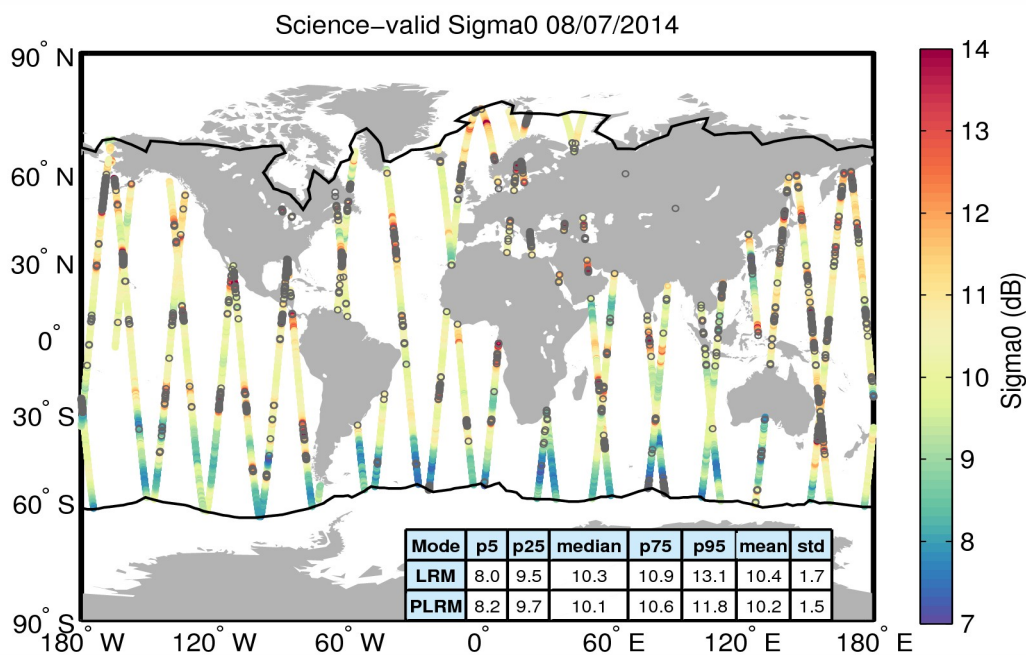 Science−valid Sigma0 08/07/2014
90° N
60° N
30° N
0°
30° S
60° S
90° S
180° W
120° W
60° W
0°
60° E
120° E
180° E
14
13
12
11
10
9
8
7
Sigma0 (dB)
Mode p5 p25 median p75 p95 mean std
LRM 8.0 9.5 10.3 10.9 13.1 10.4 1.7
PLRM 8.2 9.7 10.1 10.6 11.8 10.2 1.5